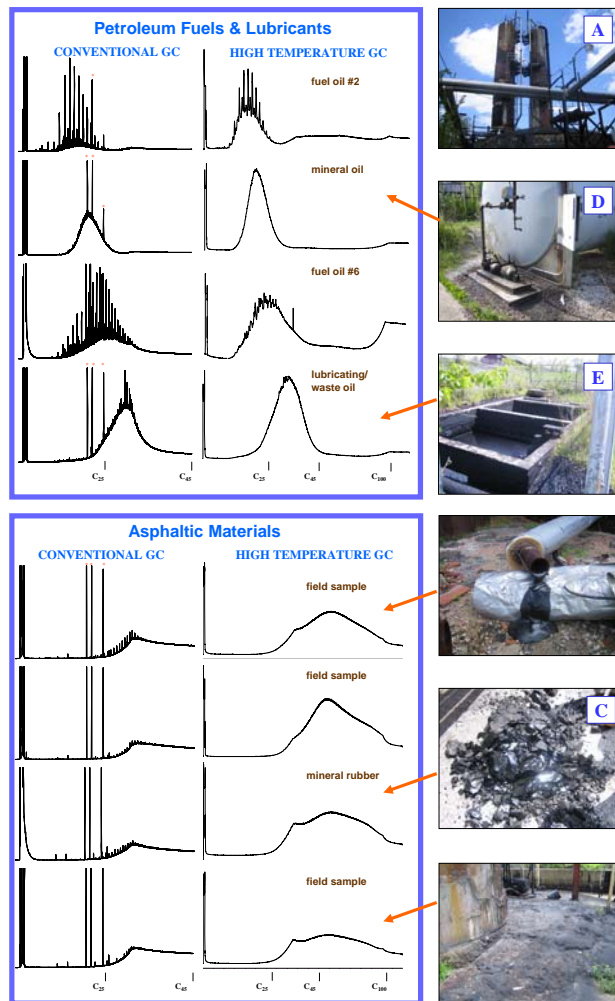 Petroleum Fuels & Lubricants
CONVENTIONAL GC
HIGH TEMPERATURE GC
fuel oil #2
mineral oil
fuel oil #6
lubricating/
waste oil
C25 C45 C25 C45 C100
Asphaltic Materials
CONVENTIONAL GC
HIGH TEMPERATURE GC
field sample
field sample
mineral rubber
field sample
C25 C45 C25 C45 C100
A
D
E
C